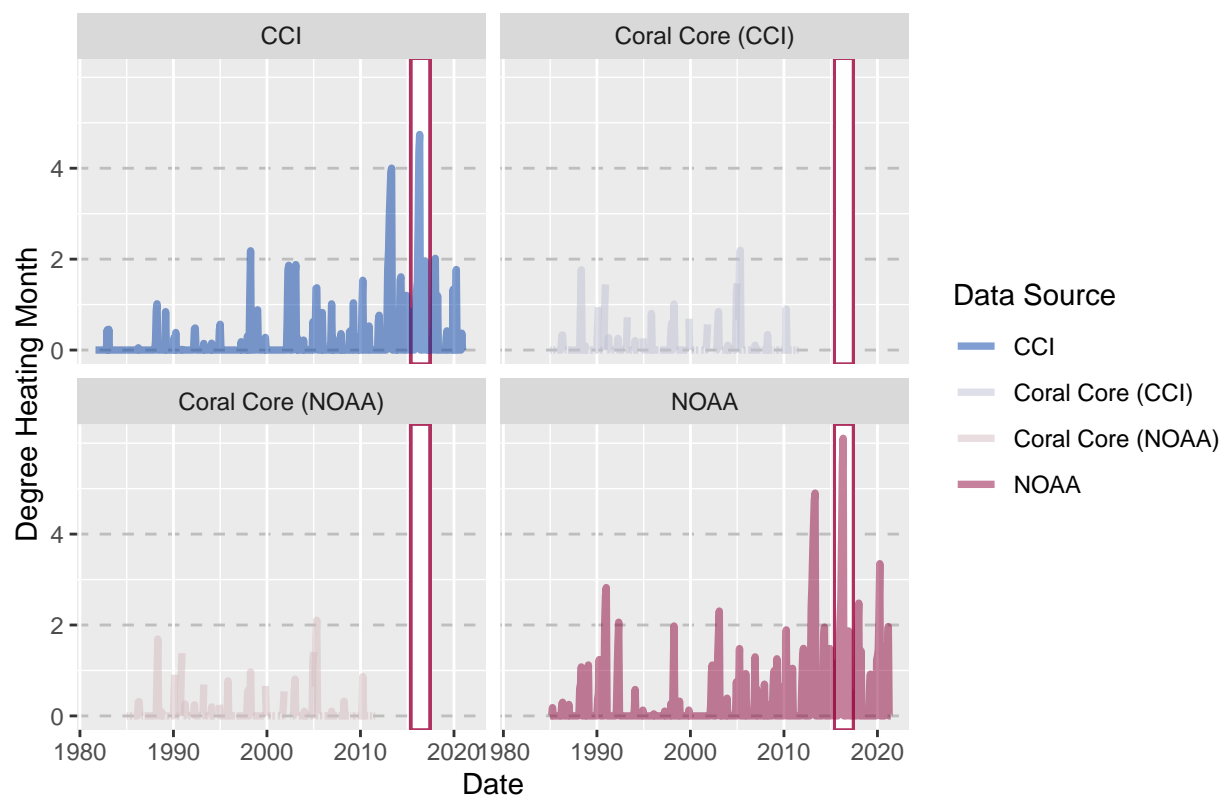 CCI
Coral Core (CCI)
4
2
0
Coral Core (NOAA)
NOAA
4
2
0
1980
1990
2000
2010
2020
1980
1990
2000
2010
2020
Date
Degree Heating Month
Data Source
CCI
Coral Core (CCI)
Coral Core (NOAA)
NOAA